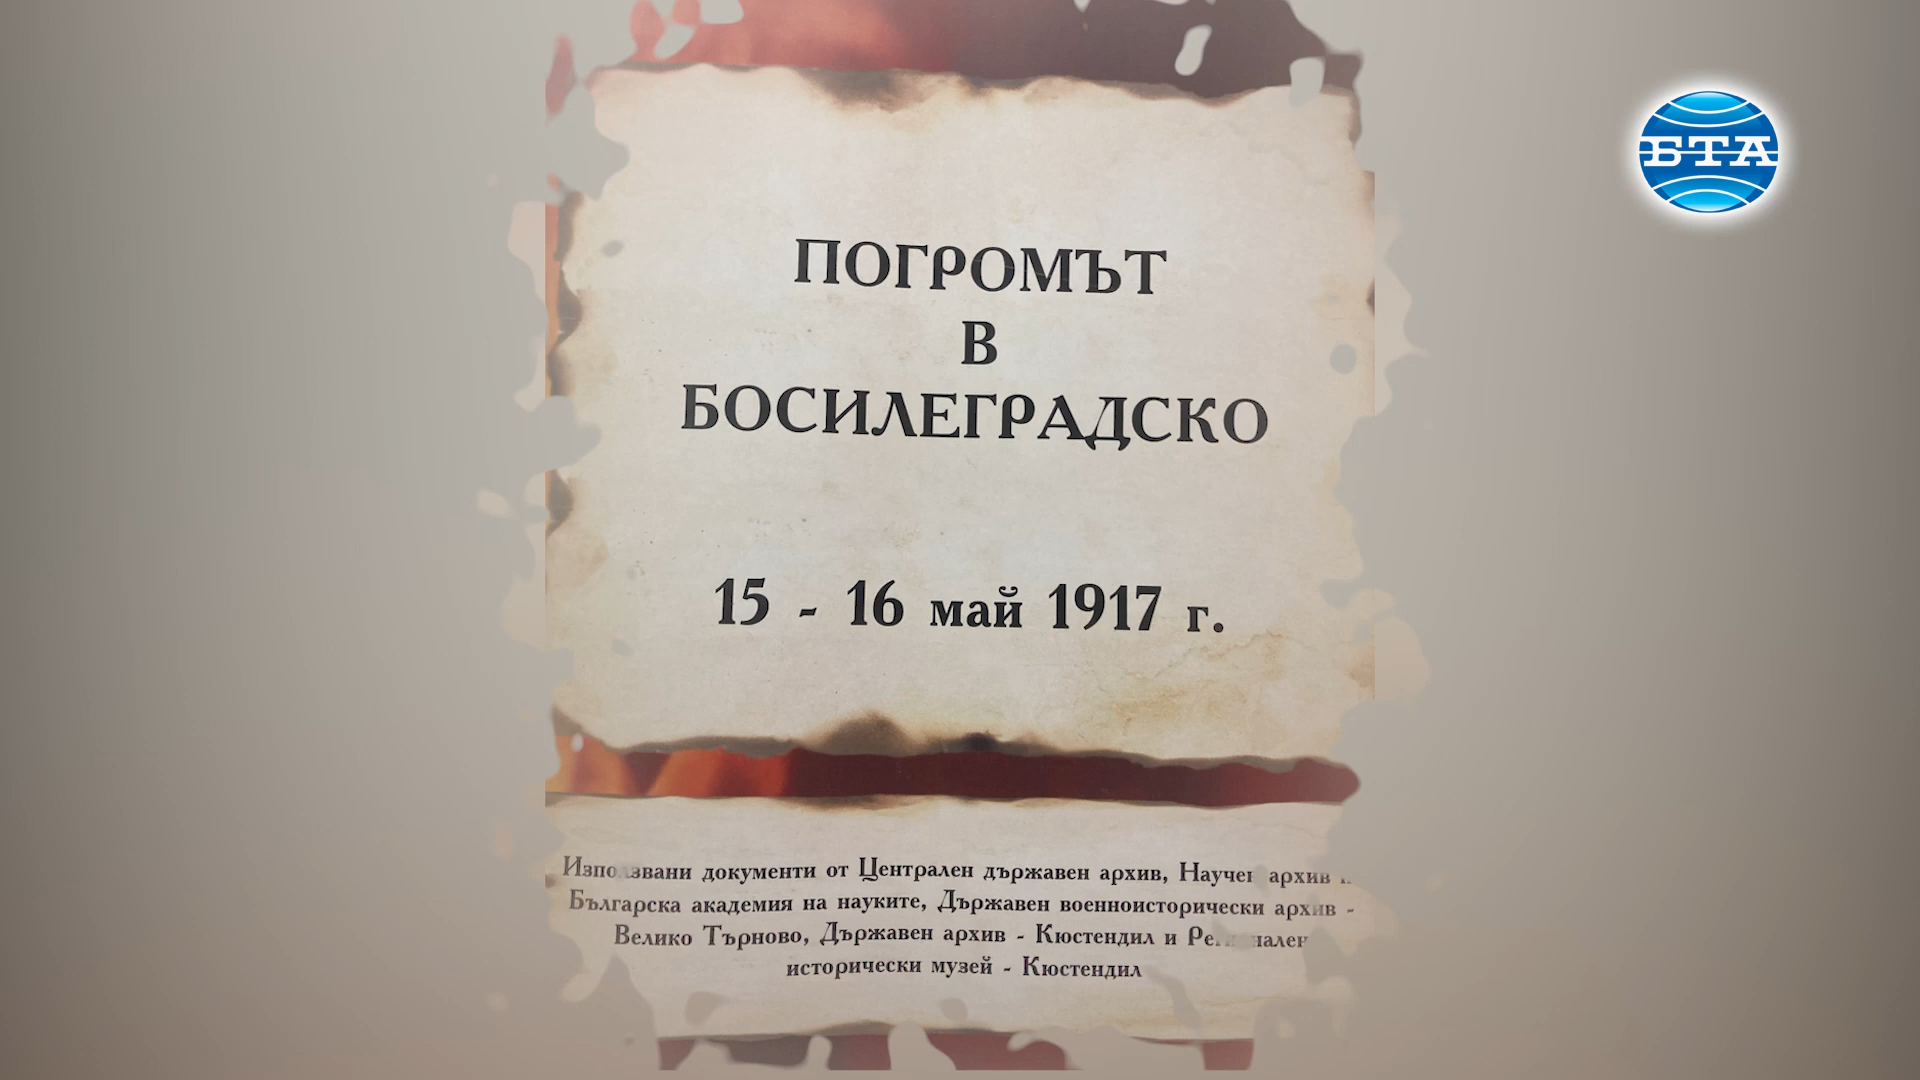 БТА
ПОГРОМЪТ
В
БОСИЛЕГРАДСКО
15 - 16 май 1917 г.
документи от Централен държавен архив, архив
Българска академия на науките, Държавен военноисторически архив -
Велико Търново, Държавен архив - Кюстендил и
исторически музей - Кюстендил